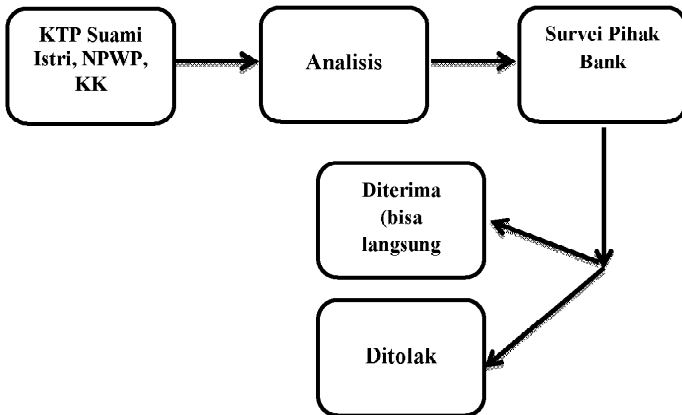 KTP Suami
Istri, NPWP,
KK
Analisis
Survei Pihak
Bank
Diterima
(bisa
langsung
Ditolak